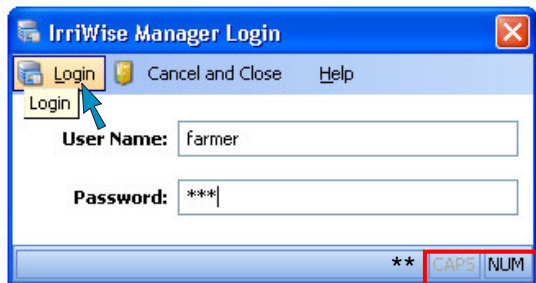 IrriWise Manager Login
Login Cancel and Close Help
Login
User Name: farmer
Password: ***
** CAPS NUM